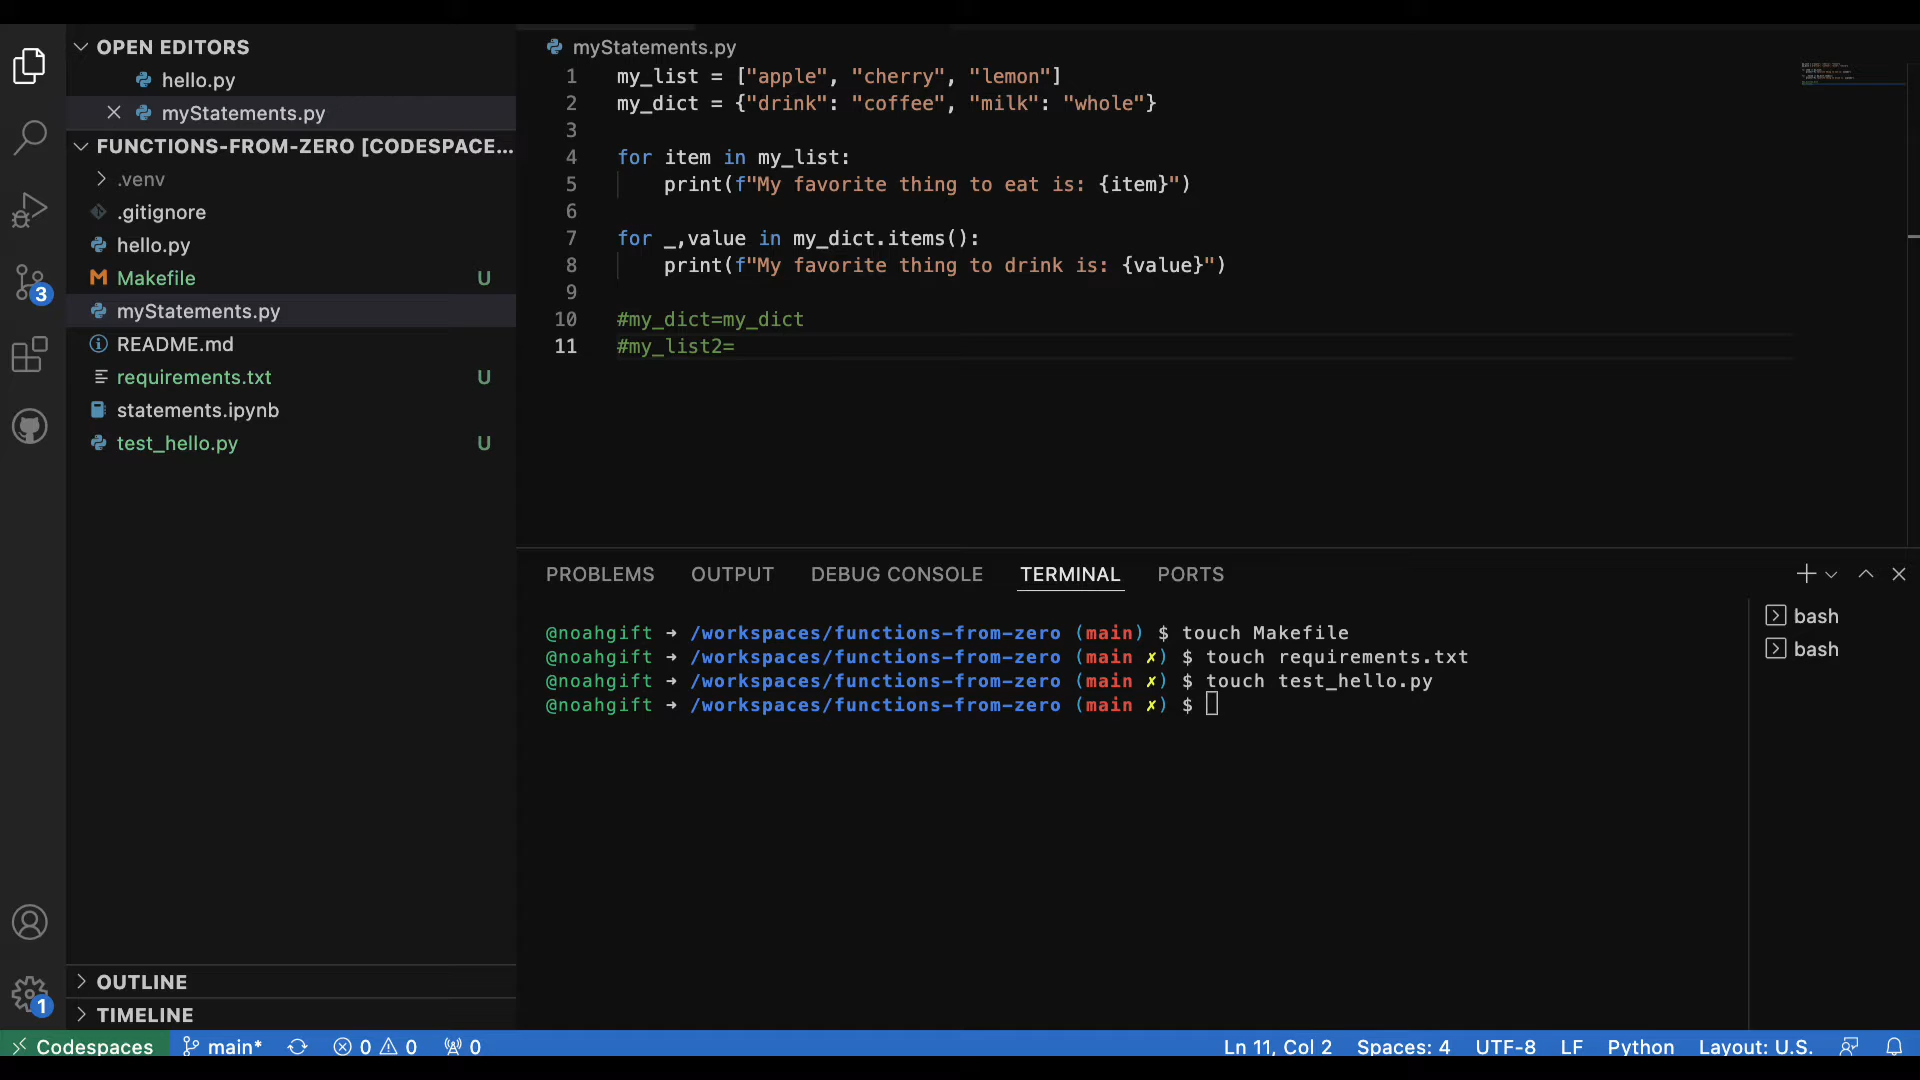 OPEN EDITORS
hello.py
myStatements.py
FUNCTIONS-FROM-ZERO [CODESPACE...
.venv
.gitignore
hello.py
Makefile U
myStatements.py
README.md
requirements.txt U
statements.ipynb
test_hello.py U
3
1
OUTLINE
TIMELINE
myStatements.py
1 my_list = ["apple", "cherry", "lemon"]
2 my_dict = {"drink": "coffee", "milk": "whole"}
3
4 for item in my_list:
5 print(f"My favorite thing to eat is: {item}")
6
7 for _,value in my_dict.items():
8 print(f"My favorite thing to drink is: {value}")
9
10 #my_dict=my_dict
11 #my_list2=
PROBLEMS OUTPUT DEBUG CONSOLE TERMINAL PORTS
@noahgift ➜ /workspaces/functions-from-zero (main) $ touch Makefile
@noahgift ➜ /workspaces/functions-from-zero (main ✗) $ touch requirements.txt
@noahgift ➜ /workspaces/functions-from-zero (main ✗) $ touch test_hello.py
@noahgift ➜ /workspaces/functions-from-zero (main ✗) $
bash
bash
Codespaces main* 0 0 0 Ln 11, Col 2 Spaces: 4 UTF-8 LF Python Layout: U.S.